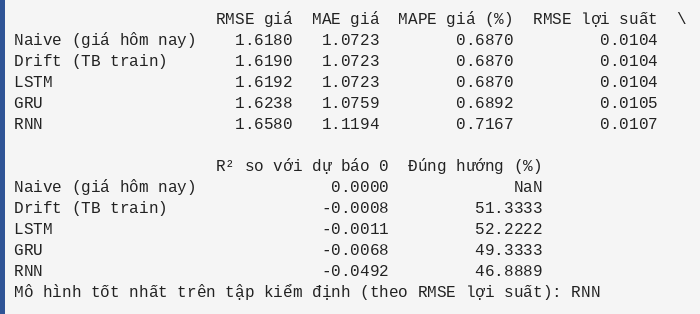 RMSE giá MAE giá MAPE giá (%) RMSE lợi suất \
Naive (giá hôm nay) 1.6180 1.0723 0.6870 0.0104
Drift (TB train) 1.6190 1.0723 0.6870 0.0104
LSTM 1.6192 1.0723 0.6870 0.0104
GRU 1.6238 1.0759 0.6892 0.0105
RNN 1.6580 1.1194 0.7167 0.0107
R² so với dự báo 0 Đúng hướng (%)
Naive (giá hôm nay) 0.0000 NaN
Drift (TB train) -0.0008 51.3333
LSTM -0.0011 52.2222
GRU -0.0068 49.3333
RNN -0.0492 46.8889
Mô hình tốt nhất trên tập kiểm định (theo RMSE lợi suất): RNN